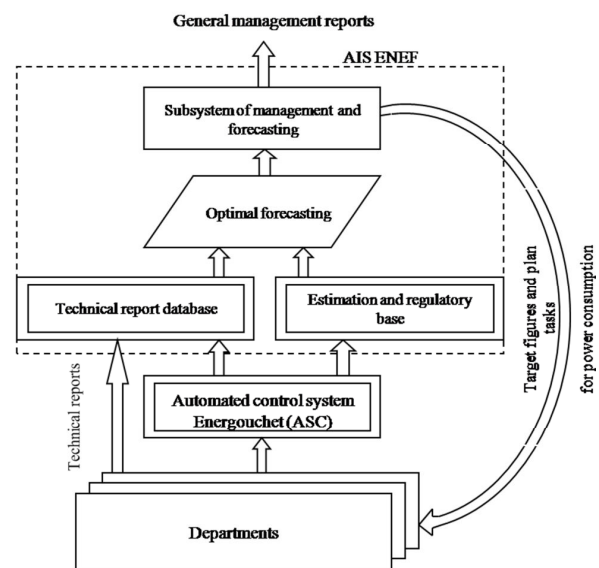 General management reports
AIS ENEF
Subsystem of management and
forecasting
Optimal forecasting
Technical report database
Estimation and regulatory
base
Automated control system
Energouchet (ASC)
Technical reports
Departments
Target figures and plan
tasks
for power consumption